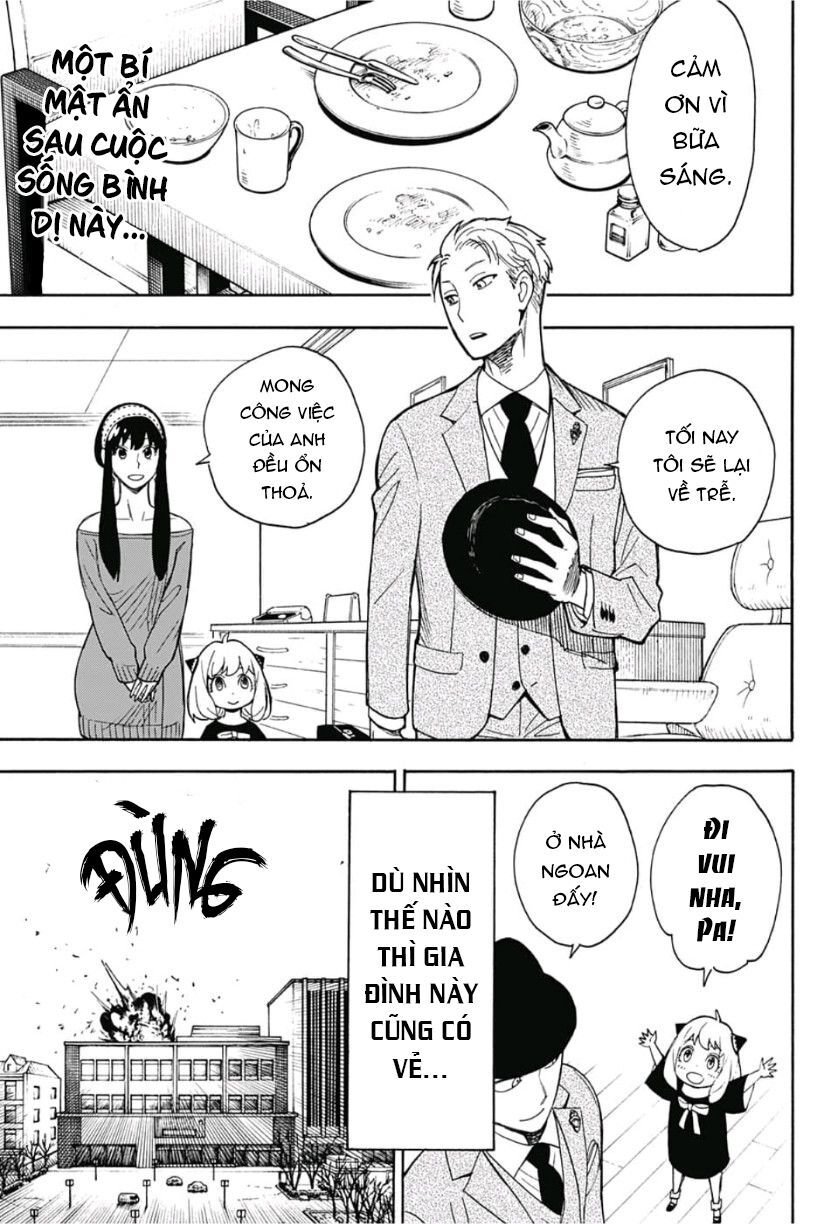 CẢM
ƠN VÌ
BỮA
SÁNG.
MỘT BÍ
MẬT ẨN
SAU CUỘC
SỐNG BÌNH
DỊ NÀY...
TỐI NAY
TÔI SẼ LẠI
VỀ TRỄ.
MONG
CÔNG VIỆC
CỦA ANH
ĐỀU ỔN
THOẢ.
ĐI
VUI
NHA,
PA!
Ở NHÀ
NGOAN
ĐẤY!
DÙ NHÌN
THẾ NÀO
THÌ GIA
ĐÌNH NÀY
CŨNG CÓ
VẺ...
ĐÙNG